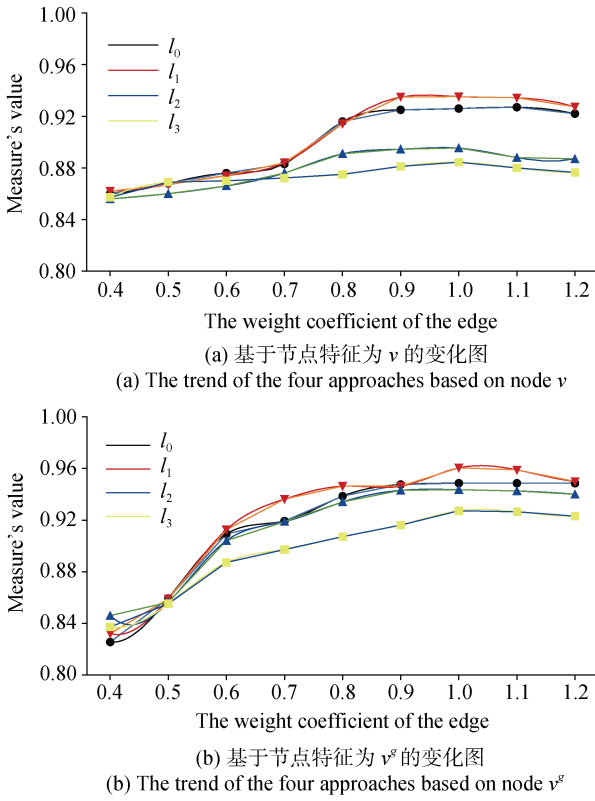 1.00
0.96
0.92
0.88
0.84
0.80
Measure's value
l₀
l₁
l₂
l₃
0.4 0.5 0.6 0.7 0.8 0.9 1.0 1.1 1.2
The weight coefficient of the edge
(a) 基于节点特征为 v 的变化图
(a) The trend of the four approaches based on node v
1.00
0.96
0.92
0.88
0.84
0.80
Measure's value
l₀
l₁
l₂
l₃
0.4 0.5 0.6 0.7 0.8 0.9 1.0 1.1 1.2
The weight coefficient of the edge
(b) 基于节点特征为 vᵍ 的变化图
(b) The trend of the four approaches based on node vᵍ